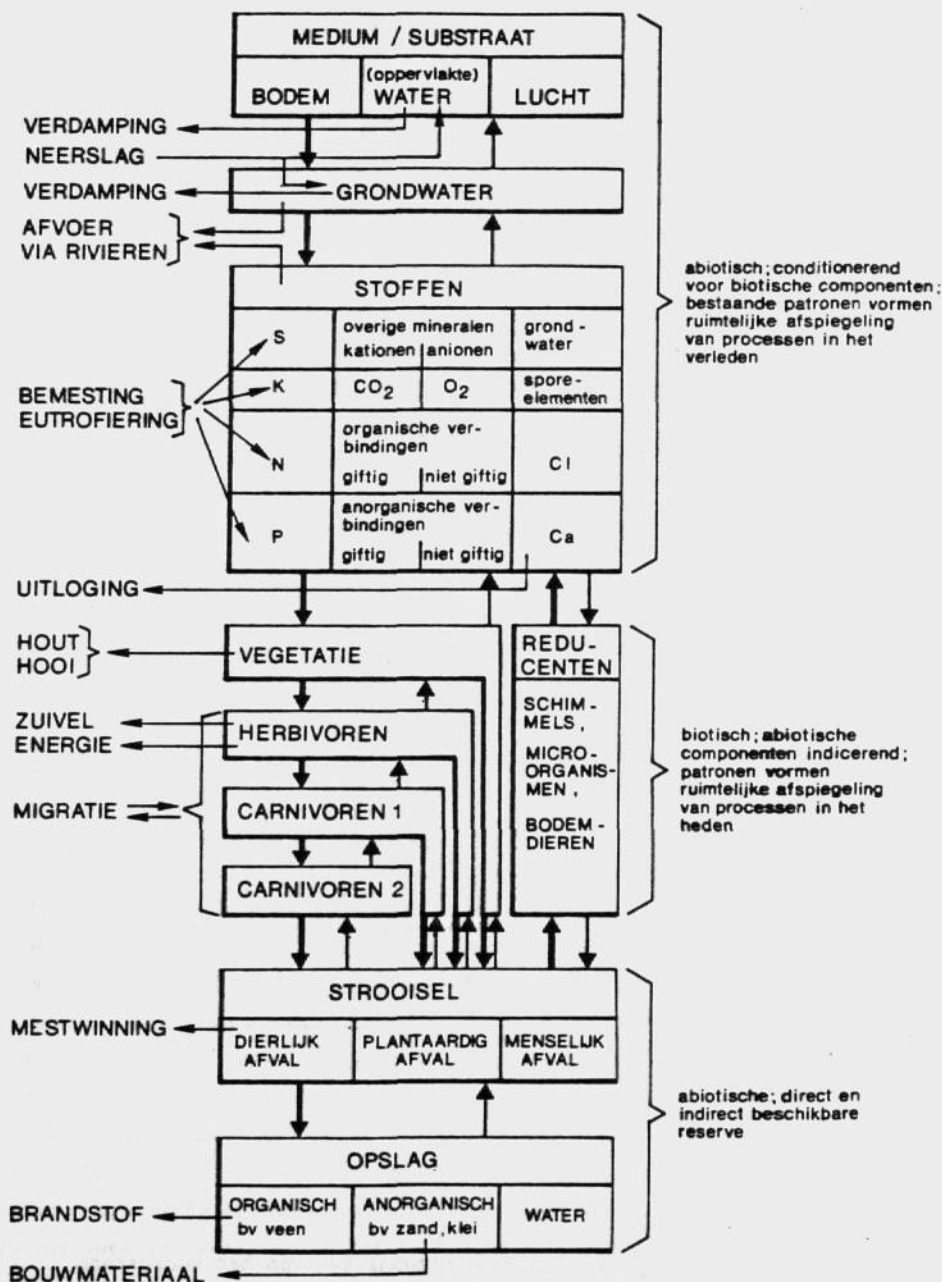 MEDIUM / SUBSTRAAT
BODEM
(oppervlakte)
WATER
LUCHT
VERDAMPING
NEERSLAG
VERDAMPING
GRONDWATER
AFVOER
VIA RIVIEREN
STOFFEN
S
overige mineralen
kationen
anionen
grond-
water
K
CO2
O2
spore-
elementen
BEMESTING
EUTROFIERING
N
organische ver-
bindingen
giftig
niet giftig
Cl
P
anorganische ver-
bindingen
giftig
niet giftig
Ca
abiotisch; conditionerend
voor biotische componenten;
bestaande patronen vormen
ruimtelijke afspiegeling
van processen in het
verleden
UITLOGING
HOUT
HOOI
VEGETATIE
ZUIVEL
ENERGIE
HERBIVOREN
MIGRATIE
CARNIVOREN 1
CARNIVOREN 2
REDU-
CENTEN
SCHIM-
MELS,
MICRO-
ORGANIS-
MEN,
BODEM-
DIEREN
biotisch; abiotische
componenten indicerend;
patronen vormen
ruimtelijke afspiegeling
van processen in het
heden
STROOISEL
MESTWINNING
DIERLIJK
AFVAL
PLANTAARDIG
AFVAL
MENSELIJK
AFVAL
abiotische; direct en
indirect beschikbare
reserve
OPSLAG
BRANDSTOF
ORGANISCH
bv veen
ANORGANISCH
bv zand, klei
WATER
BOUWMATERIAAL